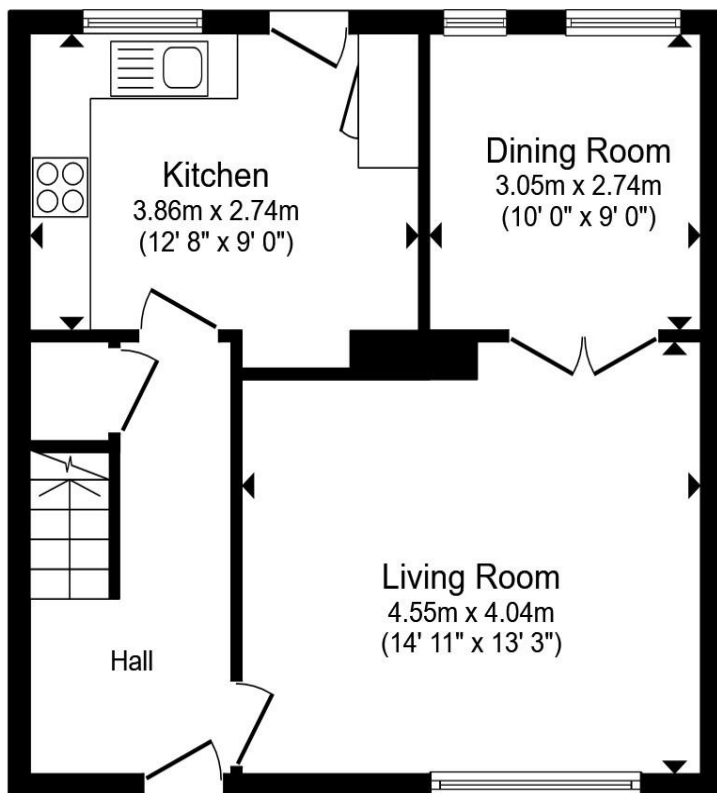 Kitchen
3.86m x 2.74m
(12' 8" x 9' 0")
Dining Room
3.05m x 2.74m
(10' 0" x 9' 0")
Living Room
4.55m x 4.04m
(14' 11" x 13' 3")
Hall